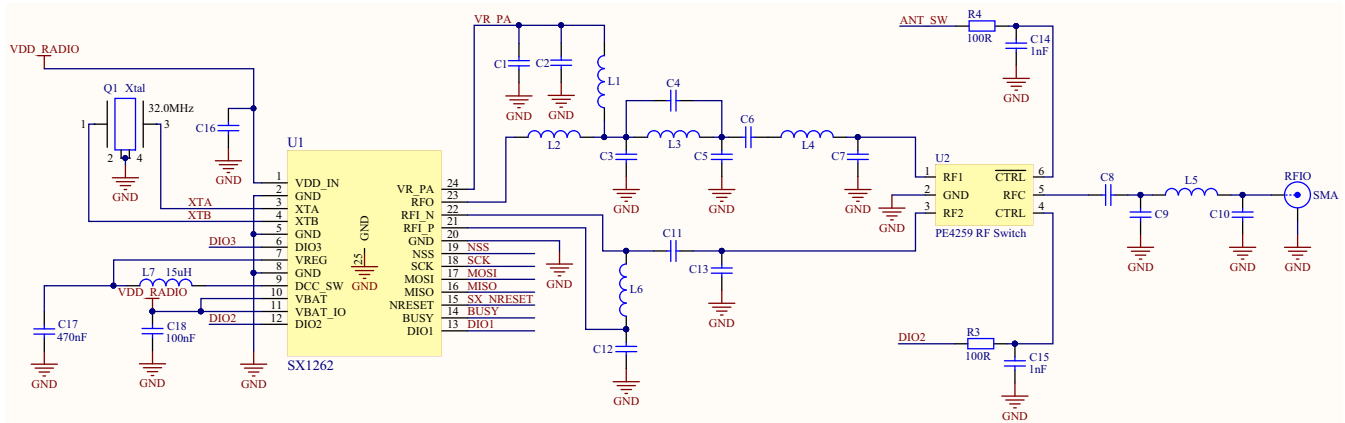 VDD_RADIO
Q1 Xtal
32.0MHz
1
3
2
4
GND
C16
GND
XTA
XTB
DIO3
L7 15uH
VDD_RADIO
C17
470nF
GND
C18
100nF
GND
DIO2
GND
U1
1 VDD_IN
2 GND
3 XTA
4 XTB
5 GND
6 DIO3
7 VREG
8 GND
9 DCC_SW
10 VBAT
11 VBAT_IO
12 DIO2
GND
25
GND
VR_PA 24
RFO 23
RFI_N 22
RFI_P 21
GND 20
NSS 19
SCK 18
MOSI 17
MISO 16
NRESET 15
BUSY 14
DIO1 13
SX1262
NSS
SCK
MOSI
MISO
SX_NRESET
BUSY
DIO1
GND
VR_PA
C1
GND
C2
GND
L1
L2
C4
C3
GND
L3
C5
GND
C6
L4
C7
GND
C11
L6
C13
GND
C12
GND
ANT_SW
R4
100R
C14
1nF
GND
U2
1 RF1
2 GND
3 RF2
CTRL 6
RFC 5
CTRL 4
PE4259 RF Switch
GND
DIO2
R3
100R
C15
1nF
GND
C8
C9
GND
L5
C10
GND
RFIO
SMA
GND